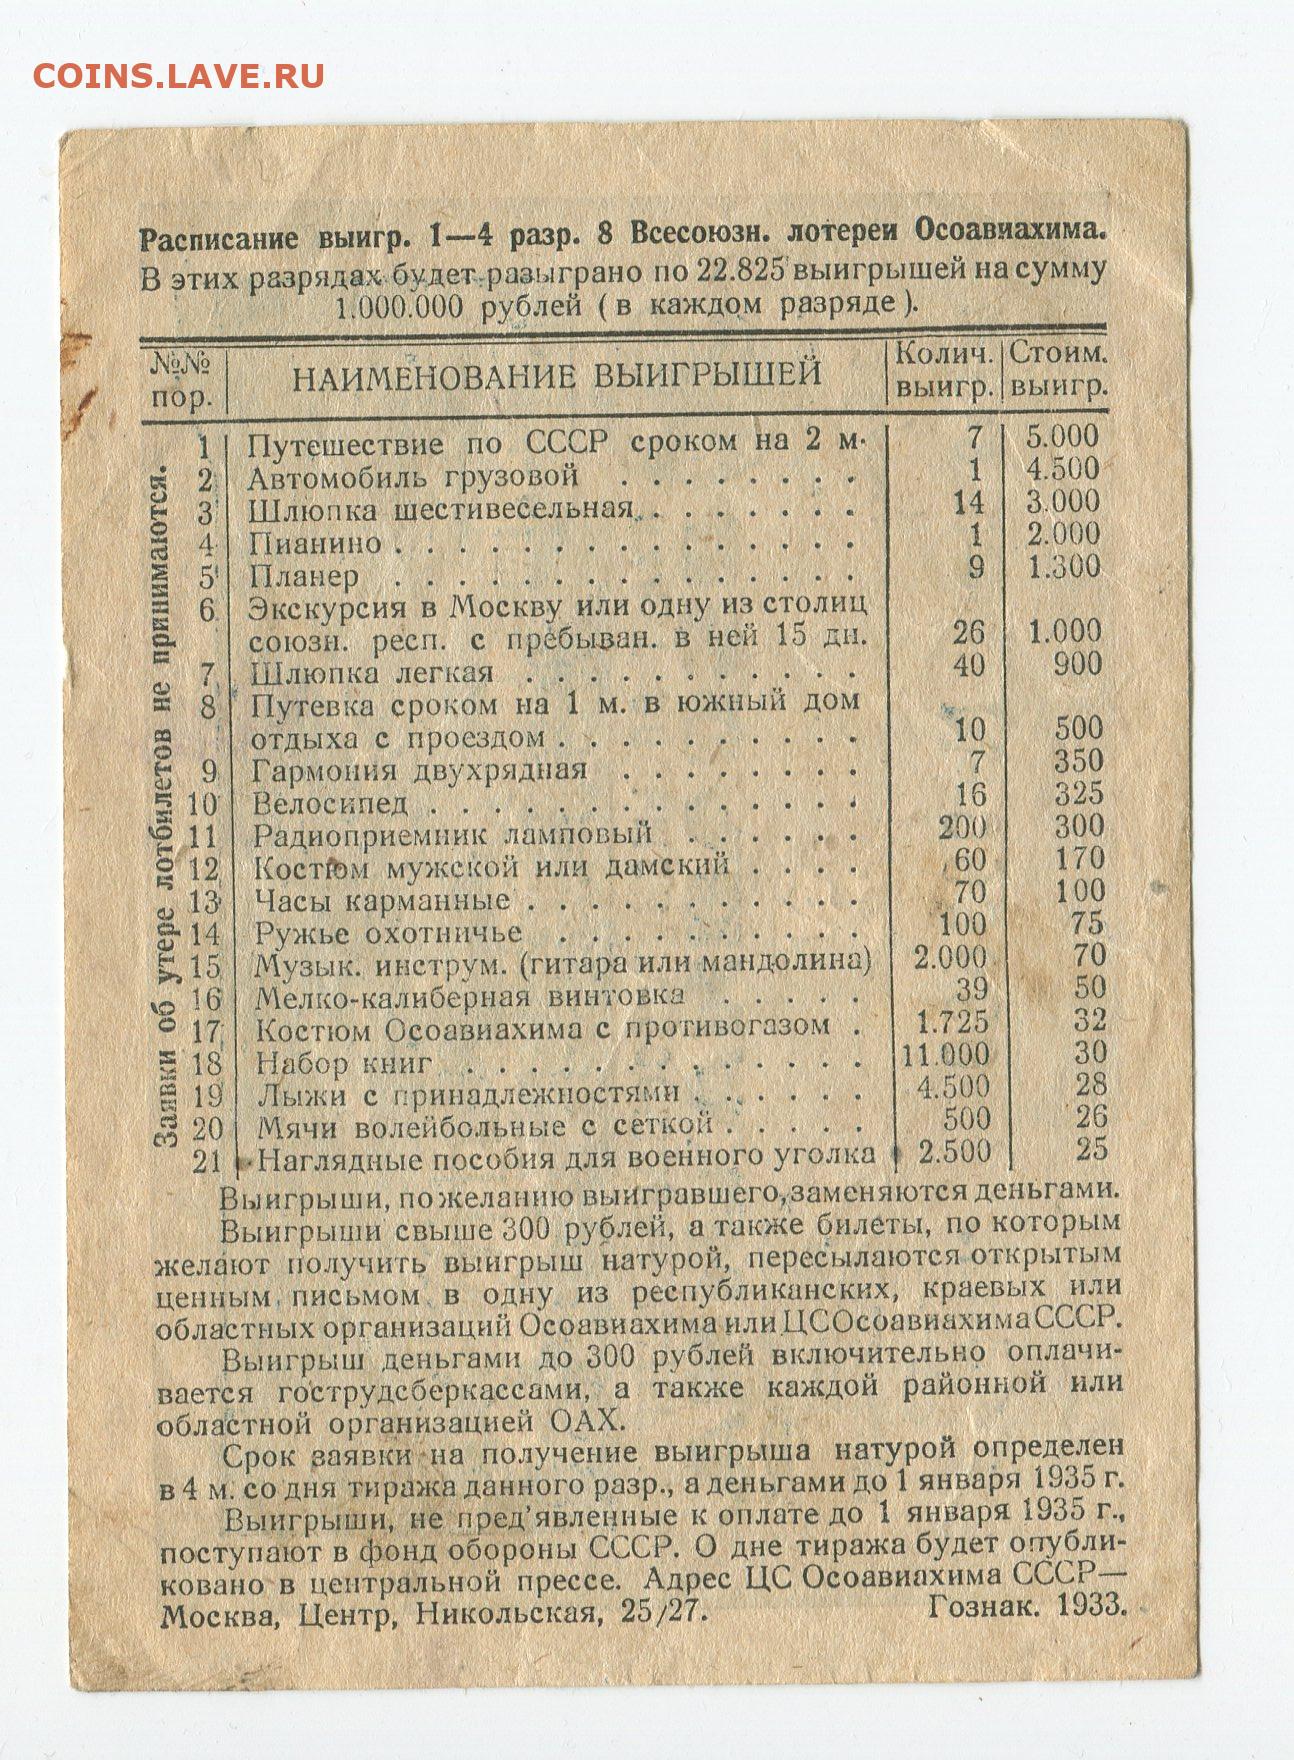 COINS.LAVE.RU
Расписание выигр. 1—4 разр. 8 Всесоюзн. лотереи Осоавиахима.
В этих разрядах будет разыграно по 22.825 выигрышей на сумму
1.000.000 рублей (в каждом разряде).
№№ пор. НАИМЕНОВАНИЕ ВЫИГРЫШЕЙ Колич. выигр. Стоим. выигр.
1 Путешествие по СССР сроком на 2 м. 7 5.000
2 Автомобиль грузовой . . . . . . . . 1 4.500
3 Шлюпка шестивесельная . . . . . . . 14 3.000
4 Пианино . . . . . . . . . . . . . . . 1 2.000
5 Планер . . . . . . . . . . . . . . . 9 1.300
6 Экскурсия в Москву или одну из столиц
союзн. респ. с пребыван. в ней 15 дн. 26 1.000
7 Шлюпка легкая . . . . . . . . . . . 40 900
8 Путевка сроком на 1 м. в южный дом
отдыха с проездом . . . . . . . . . . 10 500
9 Гармония двухрядная . . . . . . . . 7 350
10 Велосипед . . . . . . . . . . . . . . 16 325
11 Радиоприемник ламповый . . . . . . 200 300
12 Костюм мужской или дамский . . . . 60 170
13 Часы карманные . . . . . . . . . . . 70 100
14 Ружье охотничье . . . . . . . . . . 100 75
15 Музык. инструм. (гитара или мандолина) 2.000 70
16 Мелко-калиберная винтовка . . . . . 39 50
17 Костюм Осоавиахима с противогазом . 1.725 32
18 Набор книг . . . . . . . . . . . . . 11.000 30
19 Лыжи с принадлежностями . . . . . . 4.500 28
20 Мячи волейбольные с сеткой . . . . . 500 26
21 Наглядные пособия для военного уголка 2.500 25
Заявки об утере лотбилетов не принимаются.
Выигрыши, по желанию выигравшего, заменяются деньгами.
Выигрыши свыше 300 рублей, а также билеты, по которым
желают получить выигрыш натурой, пересылаются открытым
ценным письмом в одну из республиканских, краевых или
областных организаций Осоавиахима или ЦС Осоавиахима СССР.
Выигрыш деньгами до 300 рублей включительно оплачи-
вается гострудсберкассами, а также каждой районной или
областной организацией ОАХ.
Срок заявки на получение выигрыша натурой определен
в 4 м. со дня тиража данного разр., а деньгами до 1 января 1935 г.
Выигрыши, не пред'явленные к оплате до 1 января 1935 г.,
поступают в фонд обороны СССР. О дне тиража будет опубли-
ковано в центральной прессе. Адрес ЦС Осоавиахима СССР—
Москва, Центр, Никольская, 25/27. Гознак. 1933.